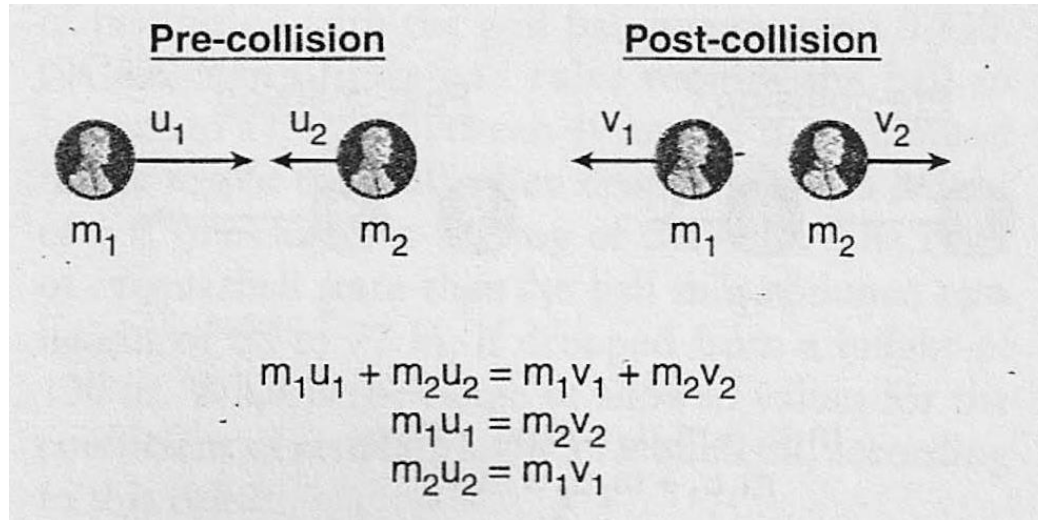 Pre-collision Post-collision
u₁ u₂ v₁ v₂
m₁ m₂ m₁ m₂
m₁u₁ + m₂u₂ = m₁v₁ + m₂v₂
m₁u₁ = m₂v₂
m₂u₂ = m₁v₁